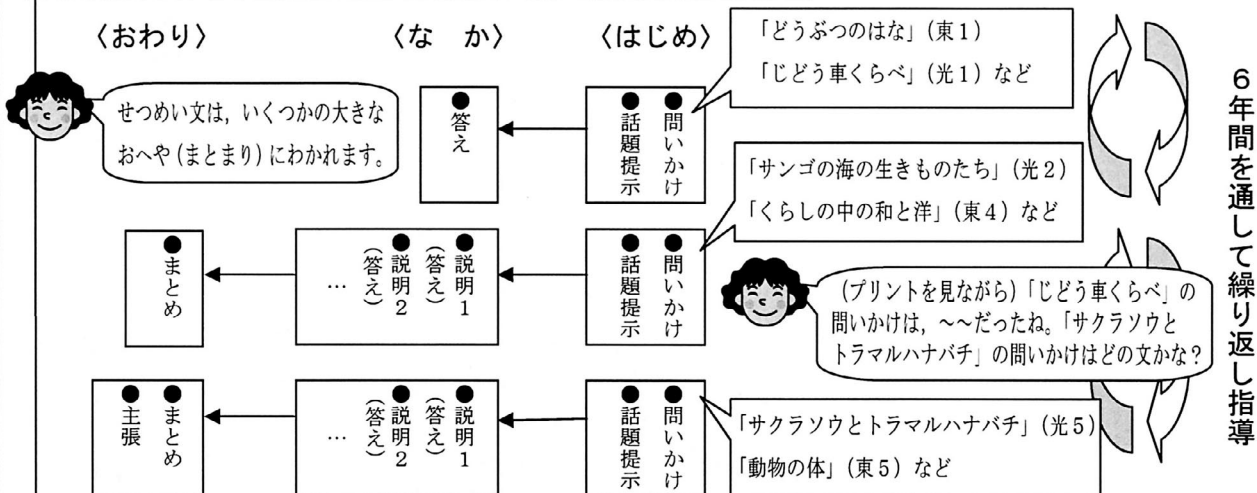 〈はじめ〉
〈な　か〉
〈おわり〉
「どうぶつのはな」(東1)
「じどう車くらべ」(光1) など
せつめい文は，いくつかの大きな
おへや(まとまり)にわかれます。
●問いかけ
●話題提示
●答え
「サンゴの海の生きものたち」(光2)
「くらしの中の和と洋」(東4) など
●問いかけ
●話題提示
●説明1
(答え)
●説明2
(答え)
…
●まとめ
(プリントを見ながら)「じどう車くらべ」の
問いかけは，～～だったね。「サクラソウと
トラマルハナバチ」の問いかけはどの文かな？
「サクラソウとトラマルハナバチ」(光5)
「動物の体」(東5) など
●問いかけ
●話題提示
●説明1
(答え)
●説明2
(答え)
…
●まとめ
●主張
6年間を通して繰り返し指導